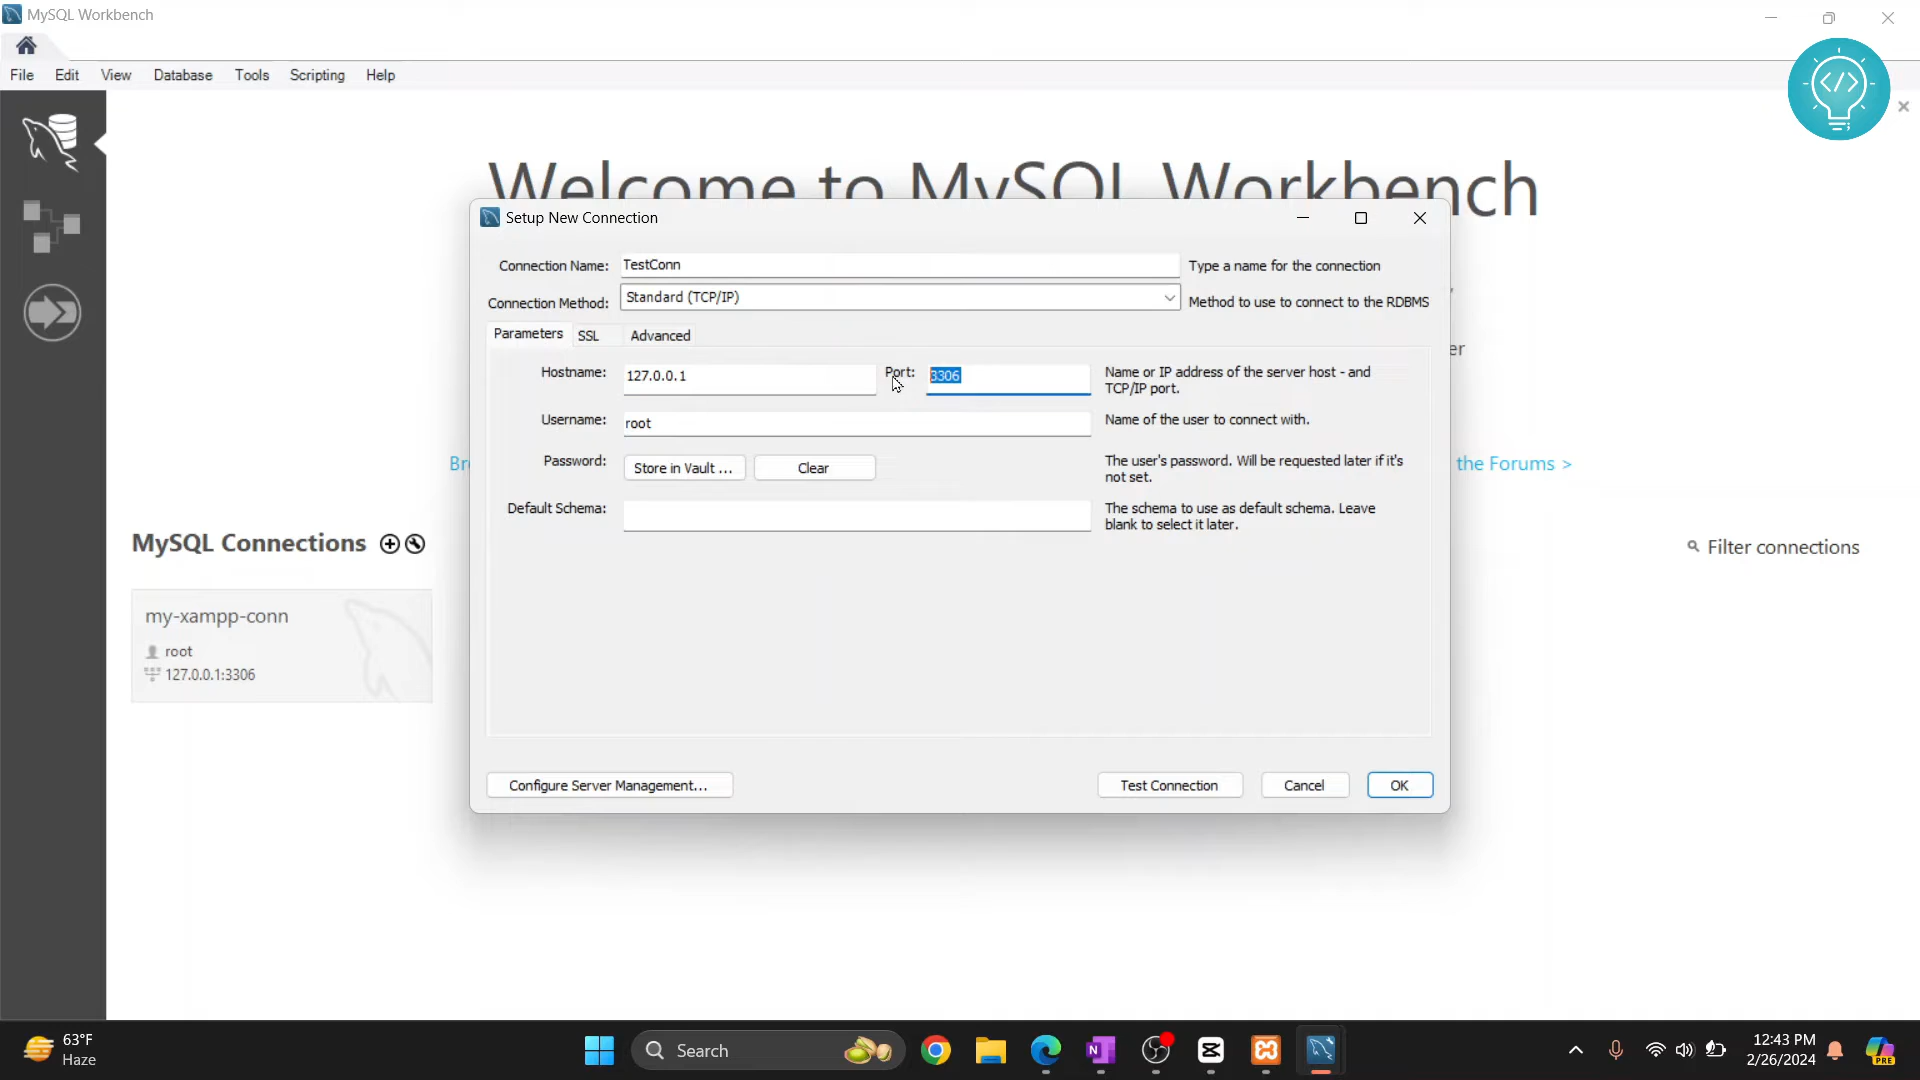 MySQL Workbench
File Edit View Database Tools Scripting Help
</>
Welcome to MySQL Workbench
Setup New Connection
Connection Name: TestConn Type a name for the connection
Connection Method: Standard (TCP/IP) Method to use to connect to the RDBMS
Parameters SSL Advanced
Hostname: 127.0.0.1 Port: 3306 Name or IP address of the server host - and
TCP/IP port.
Username: root Name of the user to connect with.
Password: Store in Vault ... Clear The user's password. Will be requested later if it's
not set.
Default Schema: The schema to use as default schema. Leave
blank to select it later.
er
Br
the Forums >
MySQL Connections
Filter connections
my-xampp-conn
root
127.0.0.1:3306
Configure Server Management... Test Connection Cancel OK
63°F
Haze
Search
N
12:43 PM
2/26/2024
PRE